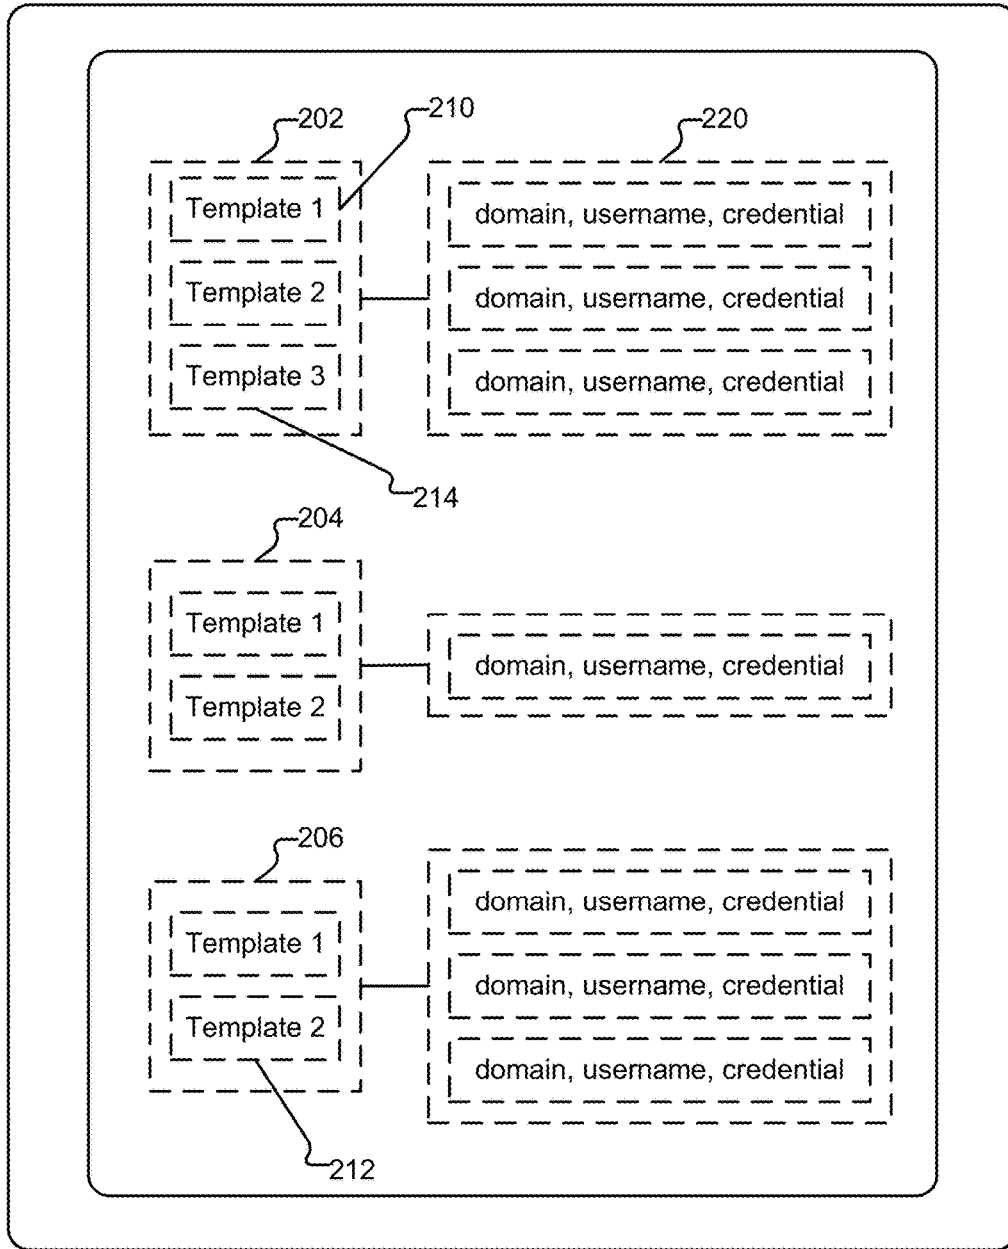 202
210
220
Template 1
domain, username, credential
Template 2
domain, username, credential
Template 3
domain, username, credential
214
204
Template 1
domain, username, credential
Template 2
206
Template 1
domain, username, credential
domain, username, credential
Template 2
domain, username, credential
212